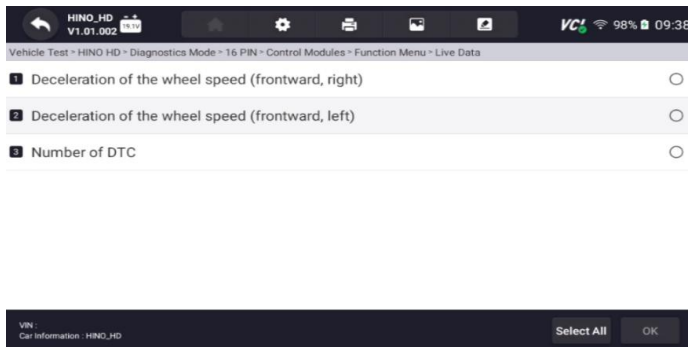 HINO_HD
V1.01.002
19.1V
VC!
98%
09:38
Vehicle Test > HINO HD > Diagnostics Mode > 16 PIN > Control Modules > Function Menu > Live Data
1 Deceleration of the wheel speed (frontward, right)
2 Deceleration of the wheel speed (frontward, left)
3 Number of DTC
VIN :
Car Information : HINO_HD
Select All
OK